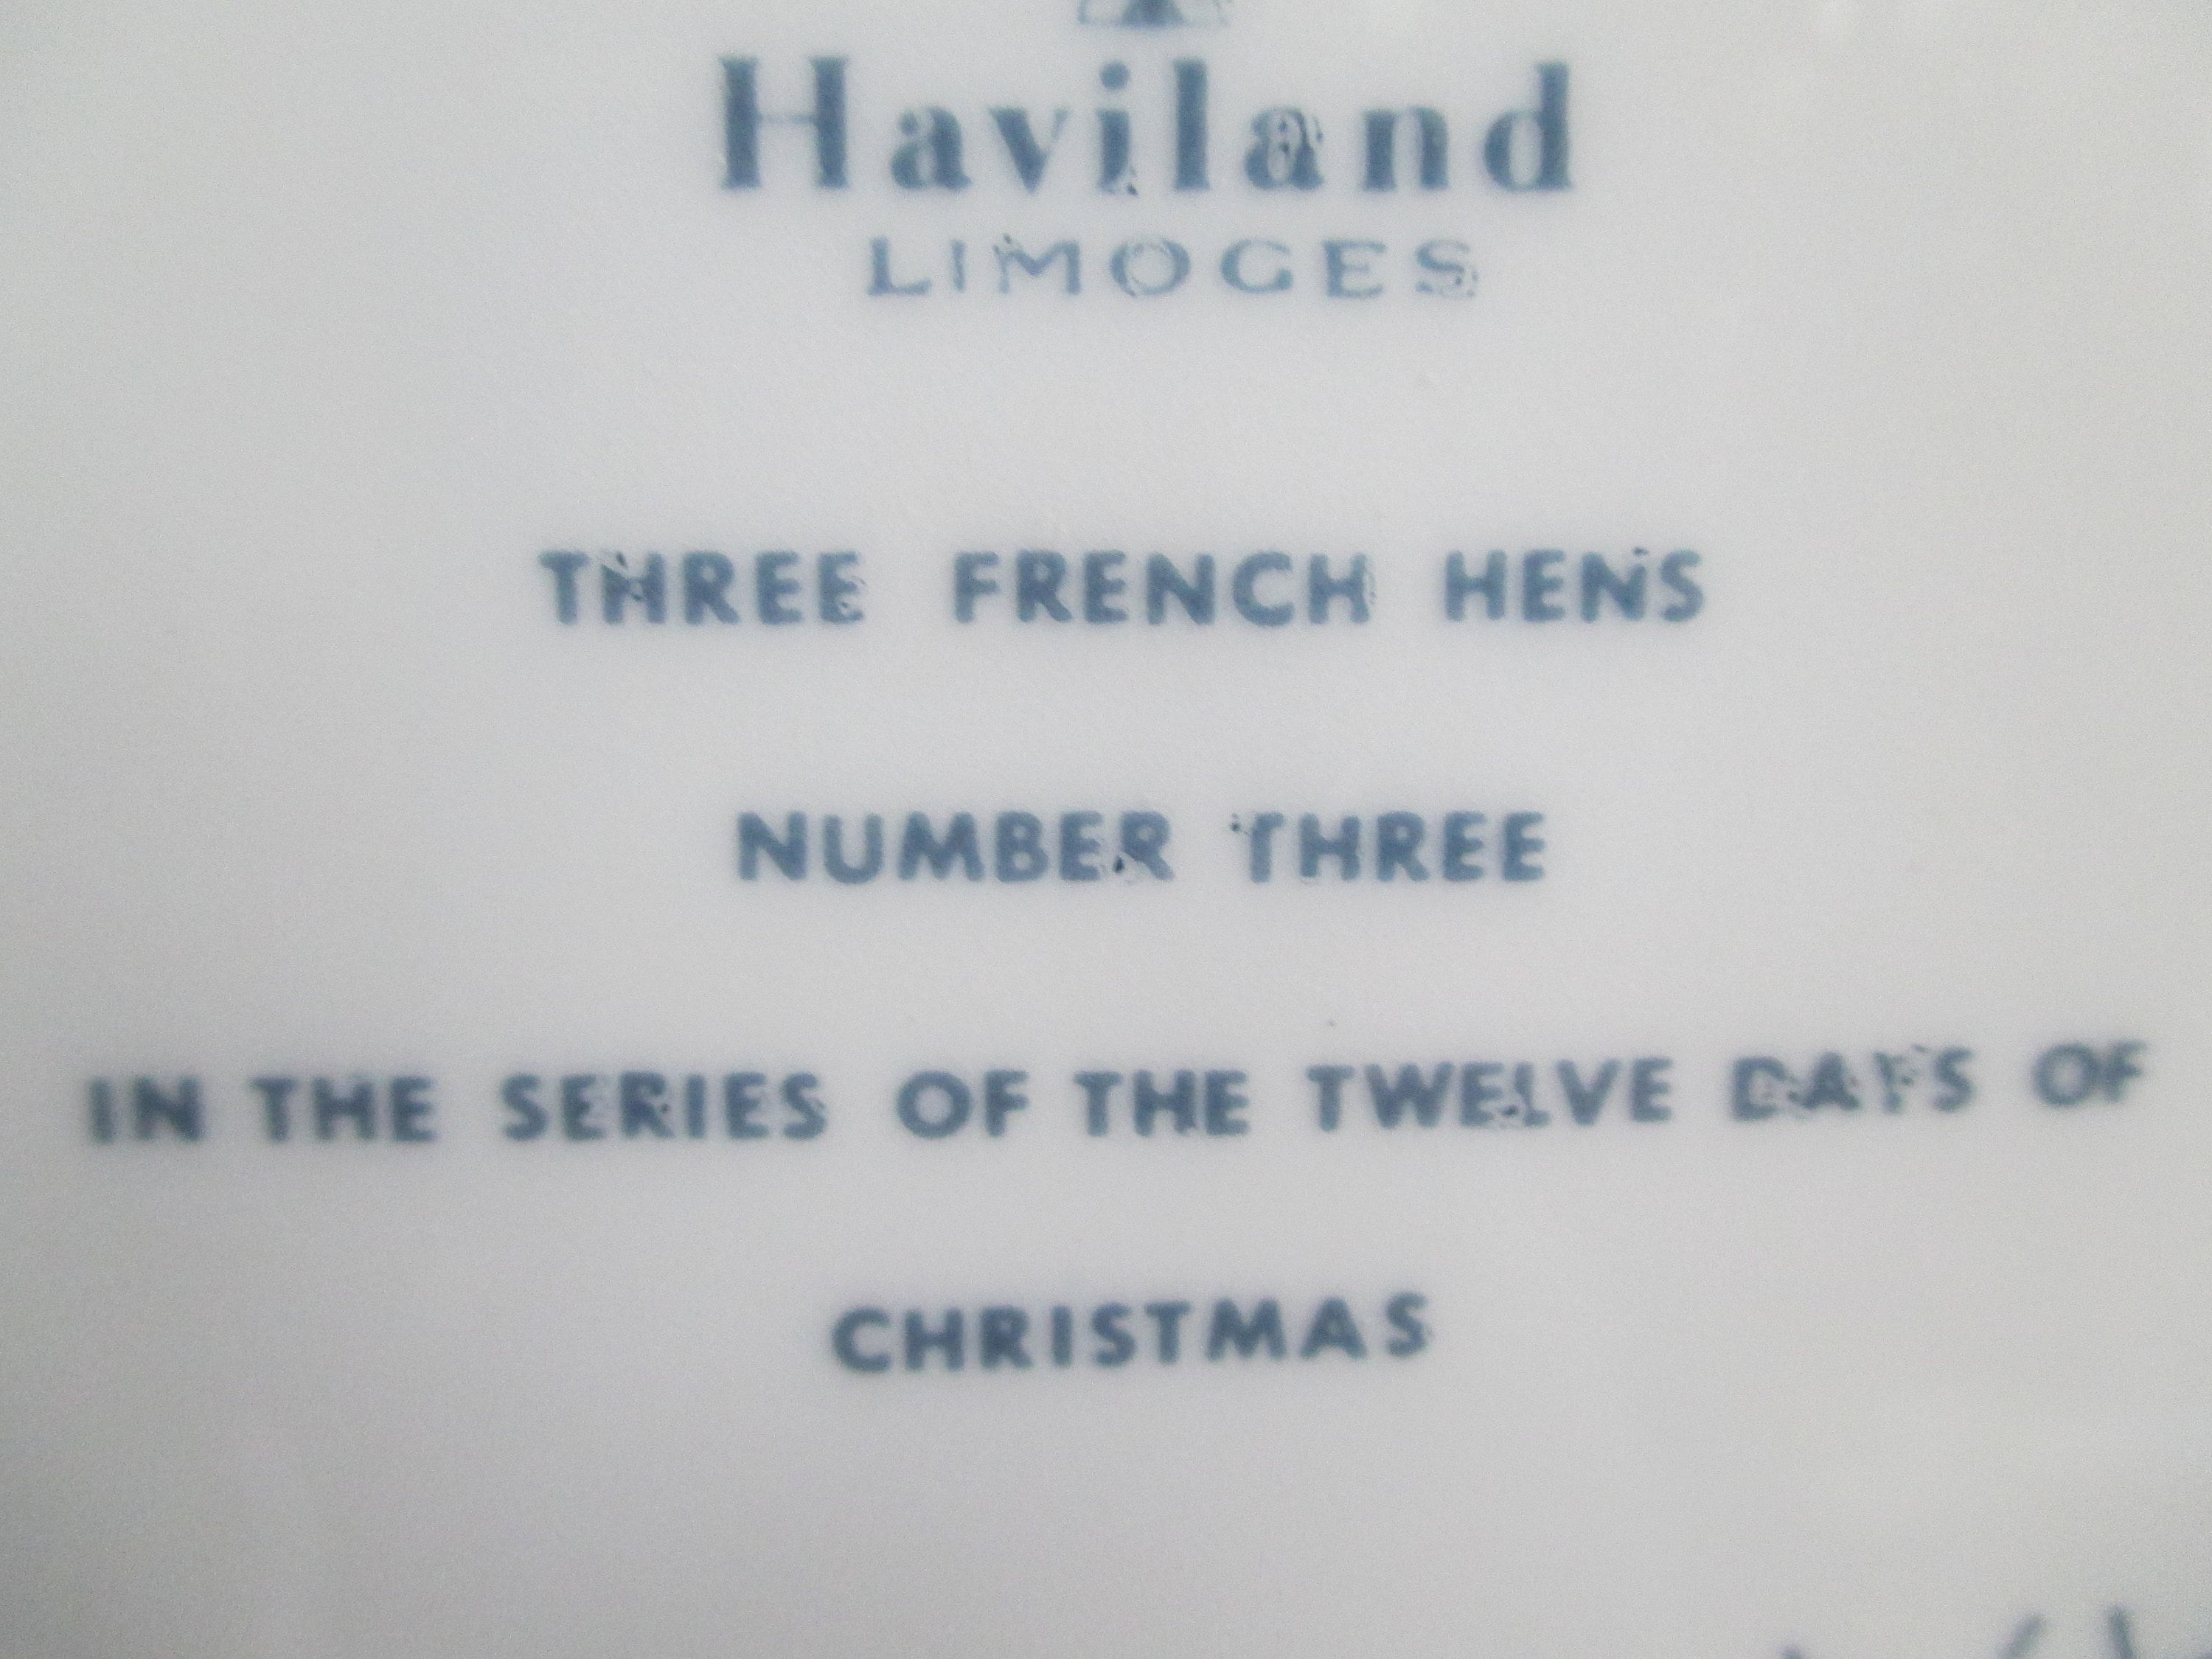 Haviland
LIMOGES
THREE FRENCH HENS
NUMBER THREE
IN THE SERIES OF THE TWELVE DAYS OF
CHRISTMAS